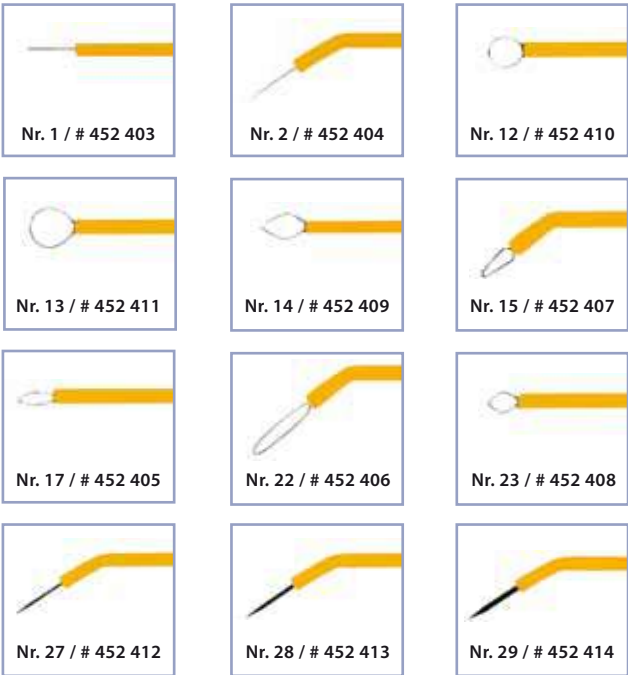 Nr. 1 / # 452 403
Nr. 2 / # 452 404
Nr. 12 / # 452 410
Nr. 13 / # 452 411
Nr. 14 / # 452 409
Nr. 15 / # 452 407
Nr. 17 / # 452 405
Nr. 22 / # 452 406
Nr. 23 / # 452 408
Nr. 27 / # 452 412
Nr. 28 / # 452 413
Nr. 29 / # 452 414